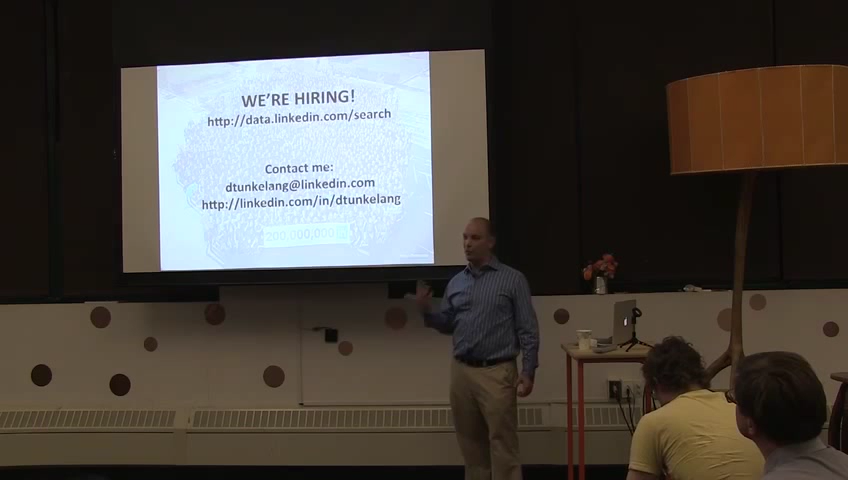 WE'RE HIRING!
http://data.linkedin.com/search
Contact me:
dtunkelang@linkedin.com
http://linkedin.com/in/dtunkelang
200,000,000